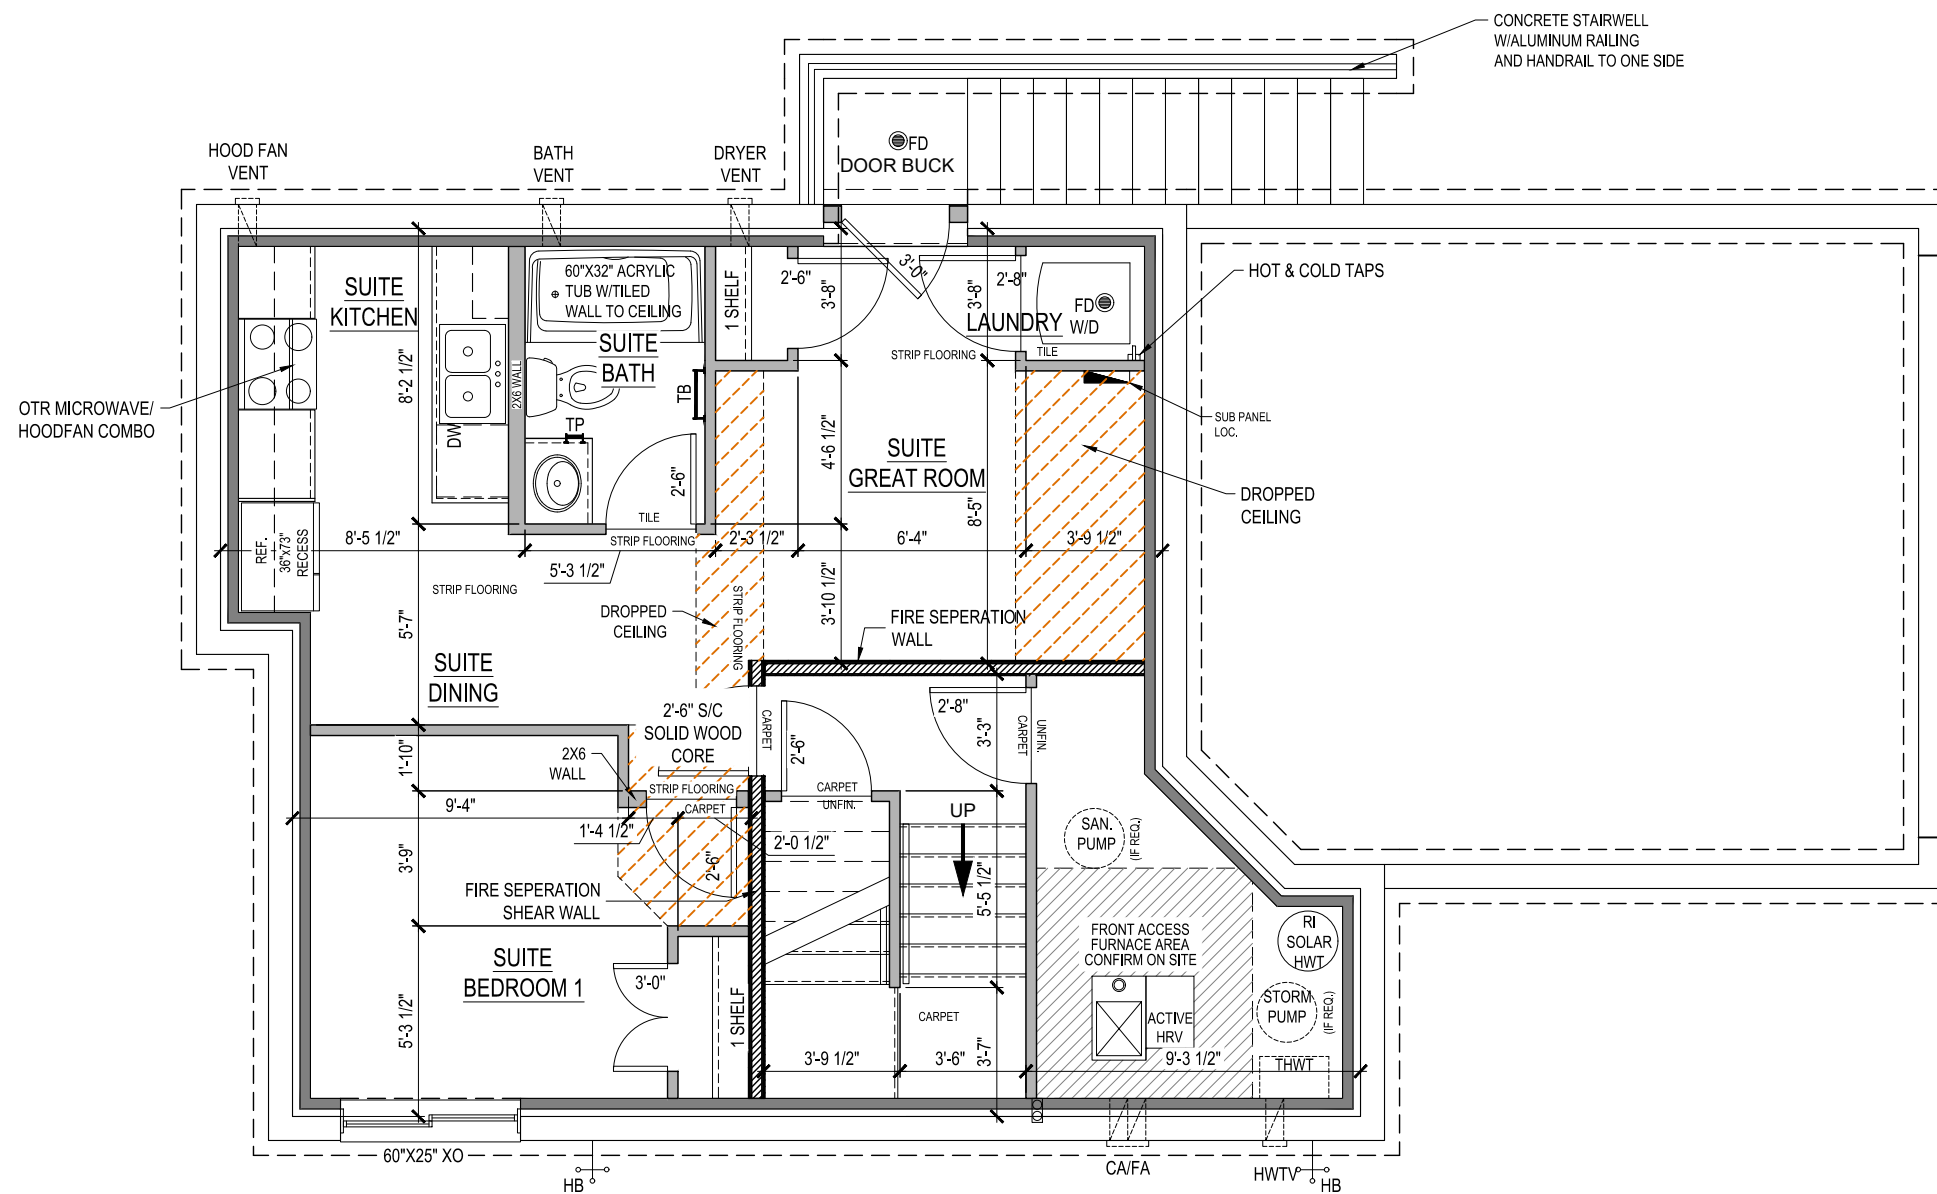 CONCRETE STAIRWELL
W/ALUMINUM RAILING
AND HANDRAIL TO ONE SIDE
HOOD FAN
VENT
BATH
VENT
DRYER
VENT
FD
DOOR BUCK
SUITE
KITCHEN
60"X32" ACRYLIC
TUB W/TILED
WALL TO CEILING
SUITE
BATH
1 SHELF
2'-6"
3'-8"
3'-0"
3'-8"
2'-8"
HOT & COLD TAPS
FD
W/D
LAUNDRY
TILE
STRIP FLOORING
8'-2 1/2"
2X6 WALL
OTR MICROWAVE/
HOODFAN COMBO
DW
TP
TB
2'-6"
4'-6 1/2"
SUITE
GREAT ROOM
8'-5"
SUB PANEL
LOC.
DROPPED
CEILING
TILE
STRIP FLOORING
REF.
36"x73"
RECESS
8'-5 1/2"
5'-3 1/2"
2'-3 1/2"
6'-4"
3'-9 1/2"
STRIP FLOORING
5'-7"
DROPPED
CEILING
STRIP FLOORING
3'-10 1/2"
FIRE SEPERATION
WALL
SUITE
DINING
2'-6" S/C
SOLID WOOD
CORE
CARPET
2'-6"
2'-8"
3'-3"
CARPET
UNFIN.
1'-10"
2X6
WALL
STRIP FLOORING
CARPET
CARPET
UNFIN.
9'-4"
1'-4 1/2"
2'-0 1/2"
UP
SAN.
PUMP
(IF REQ.)
3'-9"
2'-6"
5'-5 1/2"
FIRE SEPERATION
SHEAR WALL
FRONT ACCESS
FURNACE AREA
CONFIRM ON SITE
RI
SOLAR
HWT
SUITE
BEDROOM 1
3'-0"
1 SHELF
5'-3 1/2"
CARPET
STORM
PUMP
(IF REQ.)
ACTIVE
HRV
3'-9 1/2"
3'-6"
3'-7"
9'-3 1/2"
THWT
60"X25" XO
HB
CA/FA
HWTV
HB